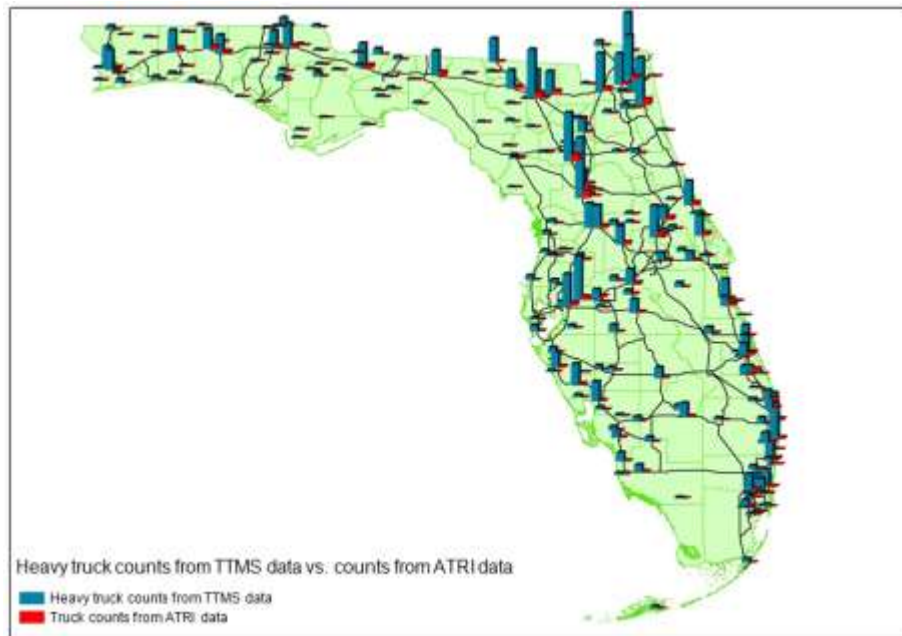 Heavy truck counts from TTMS data vs. counts from ATRI data
Heavy truck counts from TTMS data
Truck counts from ATRI data